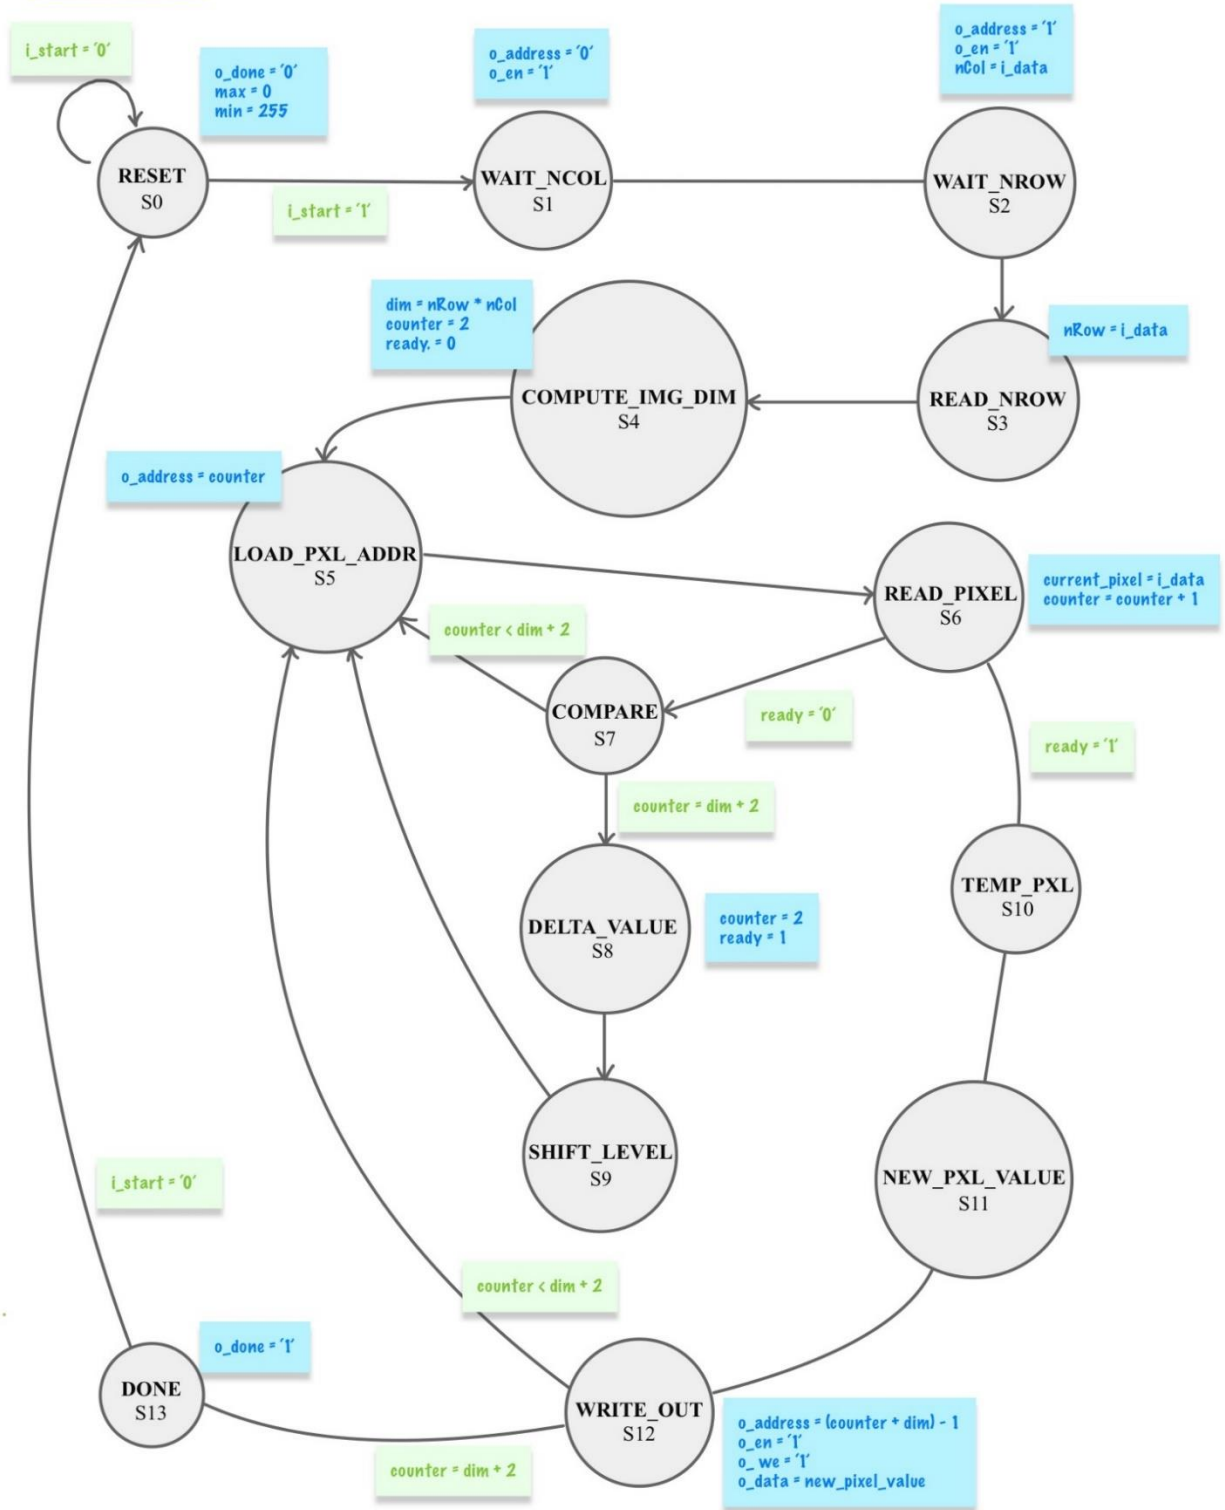 i_start = '0'
o_done = '0'
max = 0
min = 255
o_address = '0'
o_en = '1'
o_address = '1'
o_en = '1'
nCol = i_data
RESET
S0
i_start = '1'
WAIT_NCOL
S1
WAIT_NROW
S2
dim = nRow * nCol
counter = 2
ready. = 0
nRow = i_data
COMPUTE_IMG_DIM
S4
READ_NROW
S3
o_address = counter
LOAD_PXL_ADDR
S5
READ_PIXEL
S6
current_pixel = i_data
counter = counter + 1
counter < dim + 2
COMPARE
S7
ready = '0'
ready = '1'
counter = dim + 2
TEMP_PXL
S10
DELTA_VALUE
S8
counter = 2
ready = 1
SHIFT_LEVEL
S9
NEW_PXL_VALUE
S11
i_start = '0'
counter < dim + 2
o_done = '1'
DONE
S13
WRITE_OUT
S12
o_address = (counter + dim) - 1
o_en = '1'
o_ we = '1'
o_data = new_pixel_value
counter = dim + 2